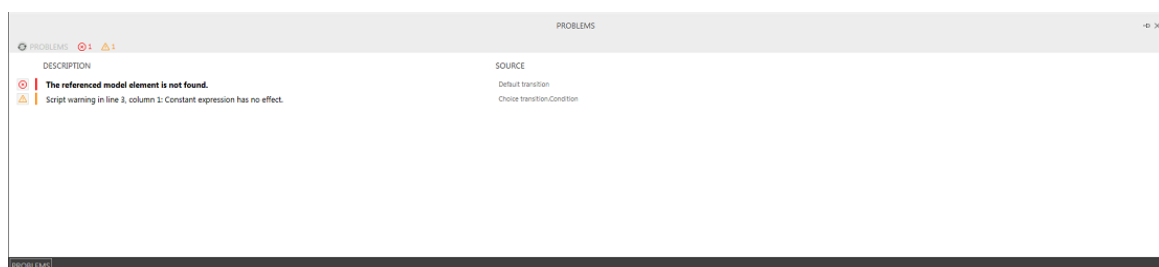 PROBLEMS
PROBLEMS 1 1
DESCRIPTION SOURCE
The referenced model element is not found. Default transition
Script warning in line 3, column 1: Constant expression has no effect. Choice transition.Condition
PROBLEMS